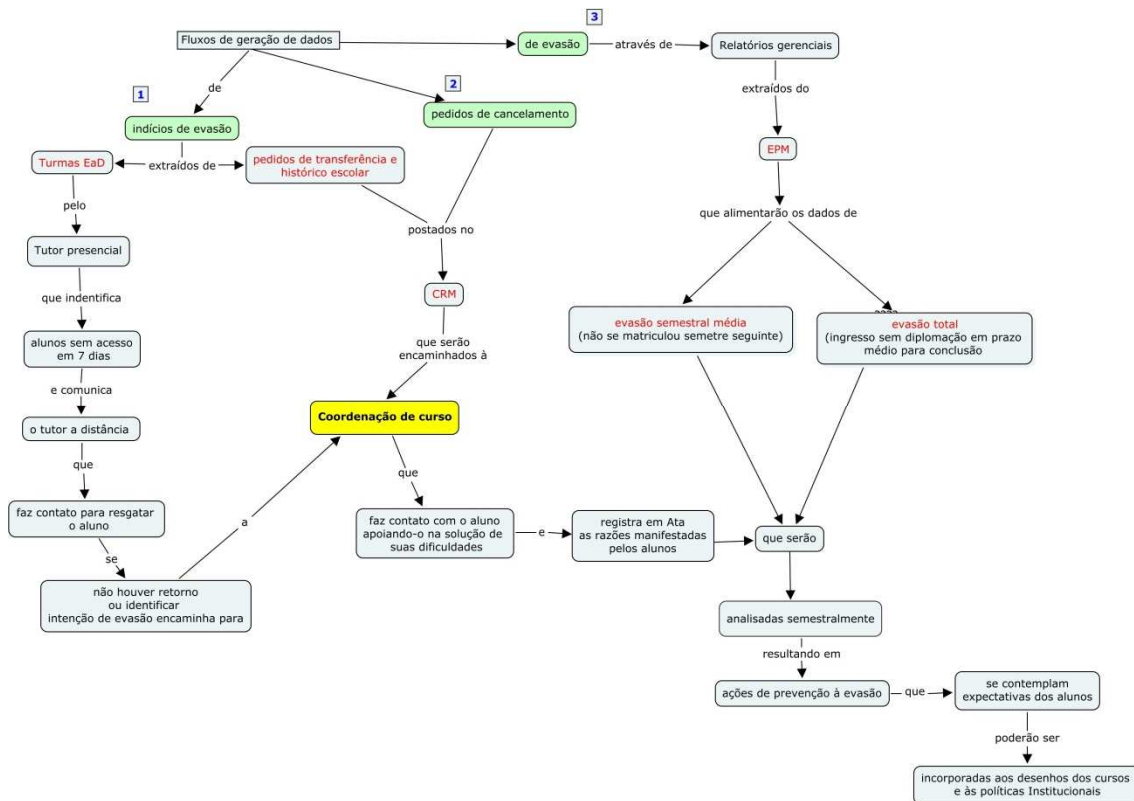 Fluxos de geração de dados
3
de evasão
através de
Relatórios gerenciais
1
de
2
pedidos de cancelamento
indícios de evasão
extraídos do
EPM
Turmas EaD
extraídos de
pedidos de transferência e
histórico escolar
pelo
postados no
que alimentarão os dados de
Tutor presencial
que indentifica
CRM
evasão semestral média
(não se matriculou semetre seguinte)
????
evasão total
(ingresso sem diplomação em prazo
médio para conclusão
alunos sem acesso
em 7 dias
que serão
encaminhados à
e comunica
Coordenação de curso
o tutor a distância
que
que
faz contato para resgatar
o aluno
a
faz contato com o aluno
apoiando-o na solução de
suas dificuldades
e
registra em Ata
as razões manifestadas
pelos alunos
que serão
se
não houver retorno
ou identificar
intenção de evasão encaminha para
analisadas semestralmente
resultando em
ações de prevenção à evasão
que
se contemplam
expectativas dos alunos
poderão ser
incorporadas aos desenhos dos cursos
e às políticas Institucionais